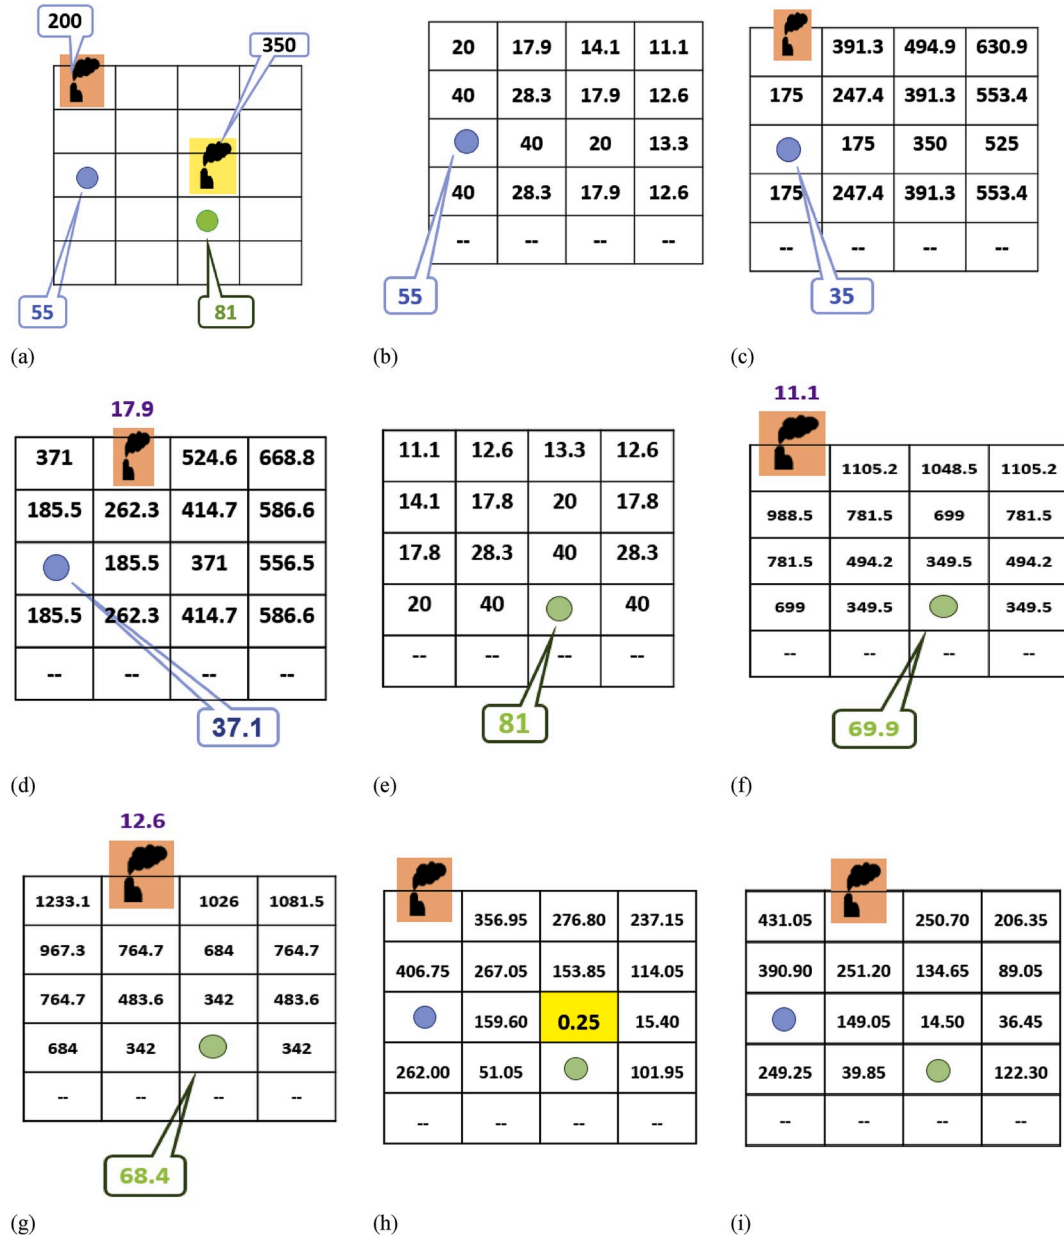 200
350
55
81
(a)
20 17.9 14.1 11.1
40 28.3 17.9 12.6
40 20 13.3
40 28.3 17.9 12.6
-- -- -- --
55
(b)
391.3 494.9 630.9
175 247.4 391.3 553.4
175 350 525
175 247.4 391.3 553.4
-- -- -- --
35
(c)
17.9
371 524.6 668.8
185.5 262.3 414.7 586.6
185.5 371 556.5
185.5 262.3 414.7 586.6
-- -- -- --
37.1
(d)
11.1 12.6 13.3 12.6
14.1 17.8 20 17.8
17.8 28.3 40 28.3
20 40 40
-- -- -- --
81
(e)
11.1
1105.2 1048.5 1105.2
988.5 781.5 699 781.5
781.5 494.2 349.5 494.2
699 349.5 349.5
-- -- -- --
69.9
(f)
12.6
1233.1 1026 1081.5
967.3 764.7 684 764.7
764.7 483.6 342 483.6
684 342 342
-- -- -- --
68.4
(g)
356.95 276.80 237.15
406.75 267.05 153.85 114.05
159.60 0.25 15.40
262.00 51.05 101.95
-- -- -- --
(h)
431.05 250.70 206.35
390.90 251.20 134.65 89.05
149.05 14.50 36.45
249.25 39.85 122.30
-- -- -- --
(i)